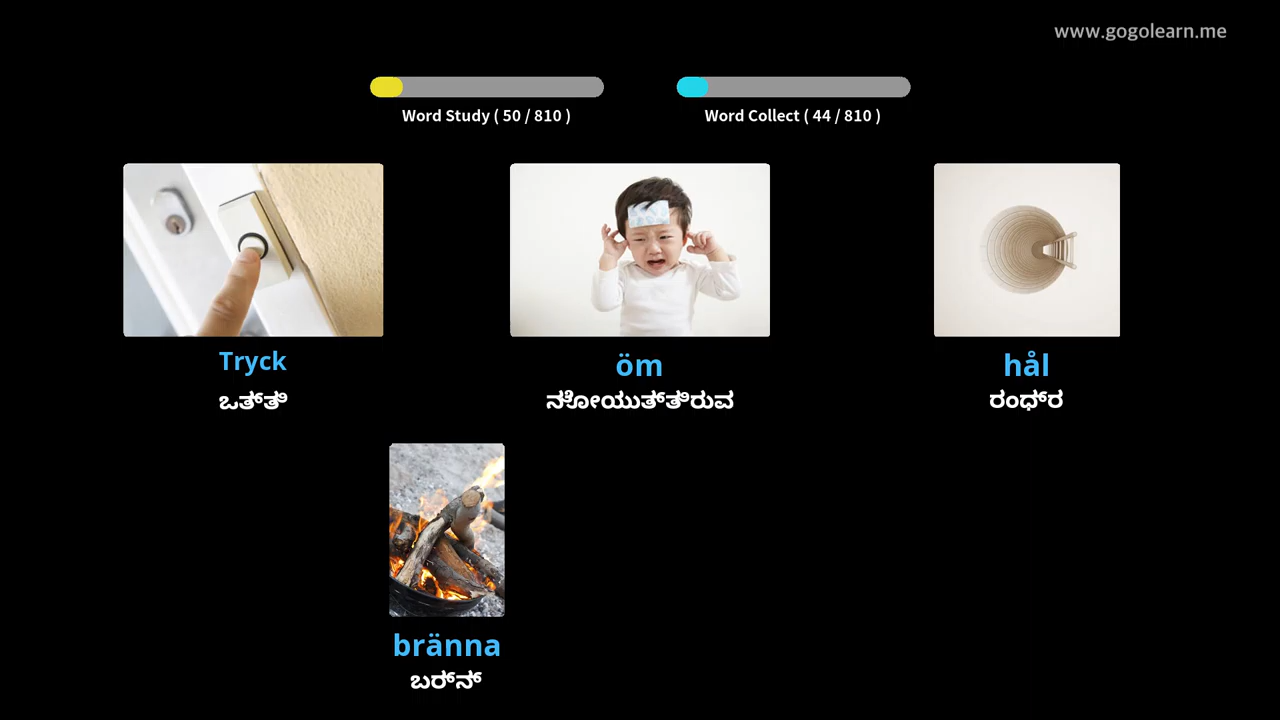 www.gogolearn.me
Word Study ( 50 / 810 )
Word Collect ( 44 / 810 )
Tryck
öm
hål
ಒತ್ತಿ
ನೋಯುತ್ತಿರುವ
ರಂಧ್ರ
bränna
ಬರ್ನ್